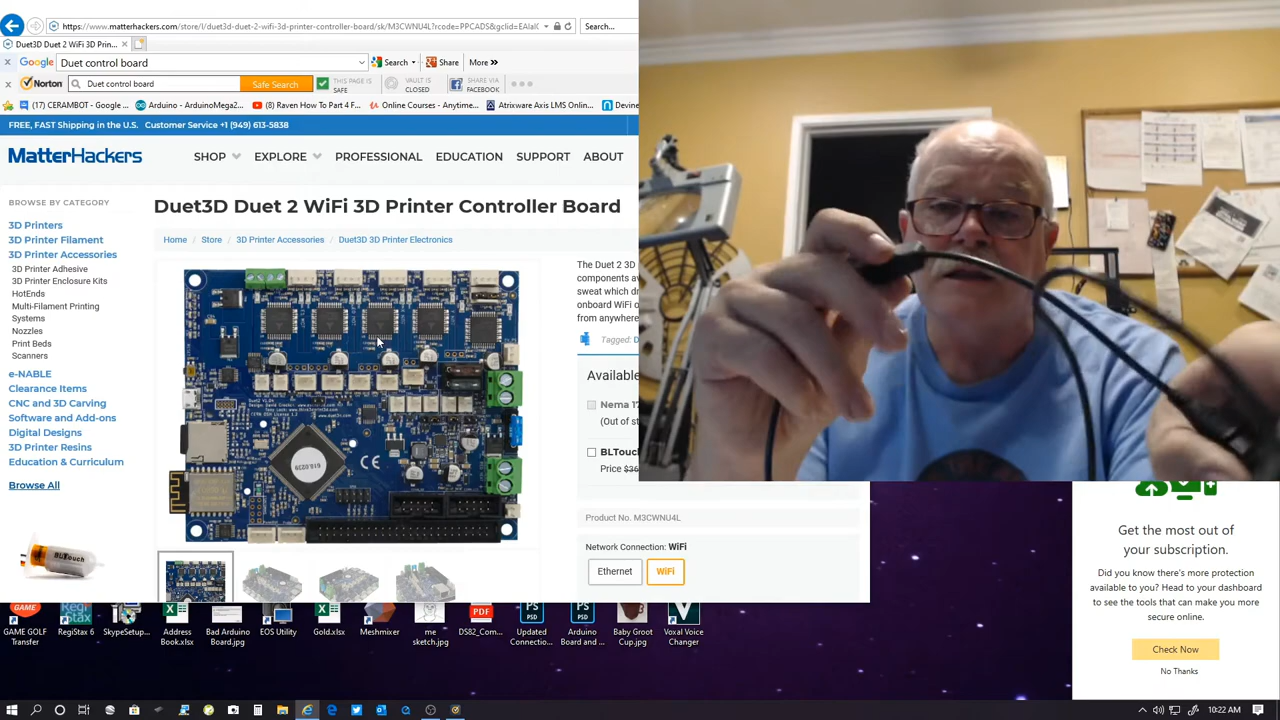 https://www.matterhackers.com/store/l/duet3d-duet-2-wifi-3d-printer-controller-board/sk/M3CWNU4L?rcode=PPCADS&gclid=EAIaI
Search...
Duet3D Duet 2 WiFi 3D Prin...
Google
Duet control board
Search
Share
More »
Norton
Duet control board
Safe Search
THIS PAGE IS SAFE
VAULT IS CLOSED
SHARE VIA FACEBOOK
(17) CERAMBOT - Google ...
Arduino - ArduinoMega2...
(8) Raven How To Part 4 F...
Online Courses - Anytime...
Atrixware Axis LMS Onlin...
Devine
FREE, FAST Shipping in the U.S. Customer Service +1 (949) 613-5838
MatterHackers
SHOP
EXPLORE
PROFESSIONAL
EDUCATION
SUPPORT
ABOUT
BROWSE BY CATEGORY
3D Printers
3D Printer Filament
3D Printer Accessories
3D Printer Adhesive
3D Printer Enclosure Kits
HotEnds
Multi-Filament Printing
Systems
Nozzles
Print Beds
Scanners
e-NABLE
Clearance Items
CNC and 3D Carving
Software and Add-ons
Digital Designs
3D Printer Resins
Education & Curriculum
Browse All
BLTouch
Duet3D Duet 2 WiFi 3D Printer Controller Board
Home
Store
3D Printer Accessories
Duet3D 3D Printer Electronics
The Duet 2 3D
components av
sweat which dr
onboard WiFi o
from anywhere
Tagged: D
Available
Nema 17
(Out of st
BLTouc
Price $36
Product No. M3CWNU4L
Network Connection: WiFi
Ethernet
WiFi
Get the most out of
your subscription.
Did you know there's more protection
available to you? Head to your dashboard
to see the tools that can make you more
secure online.
Check Now
No Thanks
GAME GOLF Transfer
RegiStax 6
SkypeSetup...
Address Book.xlsx
Bad Arduino Board.jpg
EOS Utility
Gold.xlsx
Meshmixer
me sketch.jpg
DS82_Com...
Updated Connectio...
Arduino Board and ...
Baby Groot Cup.jpg
Voxal Voice Changer
10:22 AM